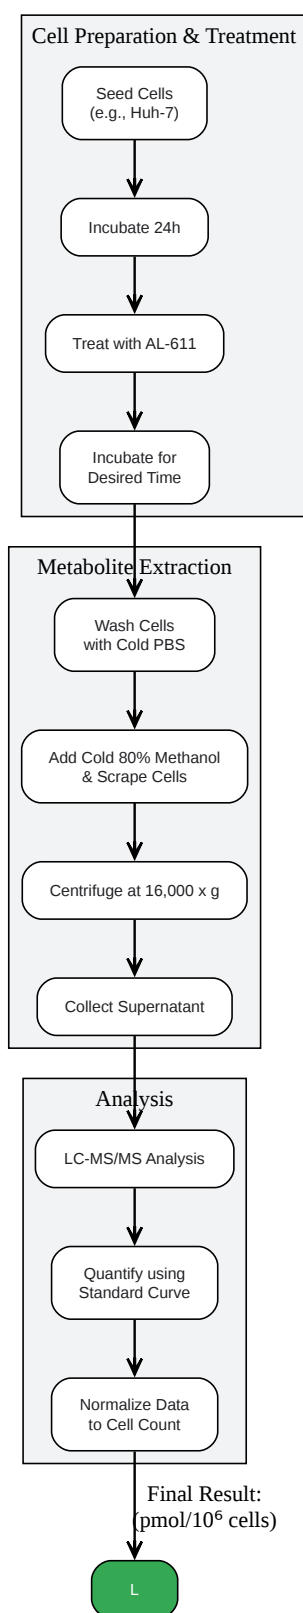 Cell Preparation & Treatment
Seed Cells
(e.g., Huh-7)
Incubate 24h
Treat with AL-611
Incubate for
Desired Time
Metabolite Extraction
Wash Cells
with Cold PBS
Add Cold 80% Methanol
& Scrape Cells
Centrifuge at 16,000 x g
Collect Supernatant
Analysis
LC-MS/MS Analysis
Quantify using
Standard Curve
Normalize Data
to Cell Count
Final Result:
(pmol/10⁶ cells)
L